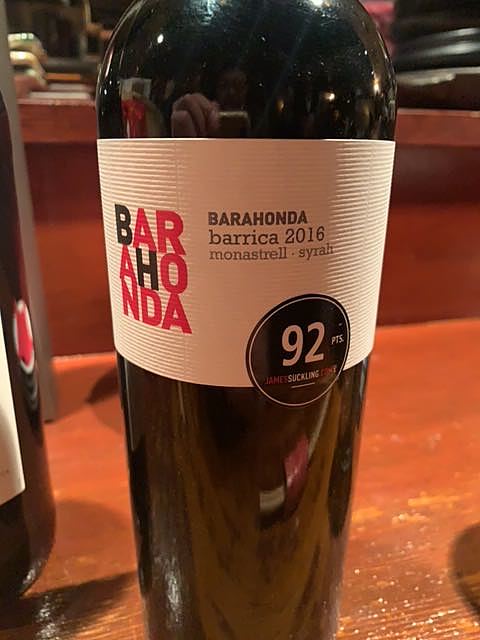 BAR
AHO
NDA
BARAHONDA
barrica 2016
monastrell · syrah
92 PTS.
JAMESSUCKLING.COM